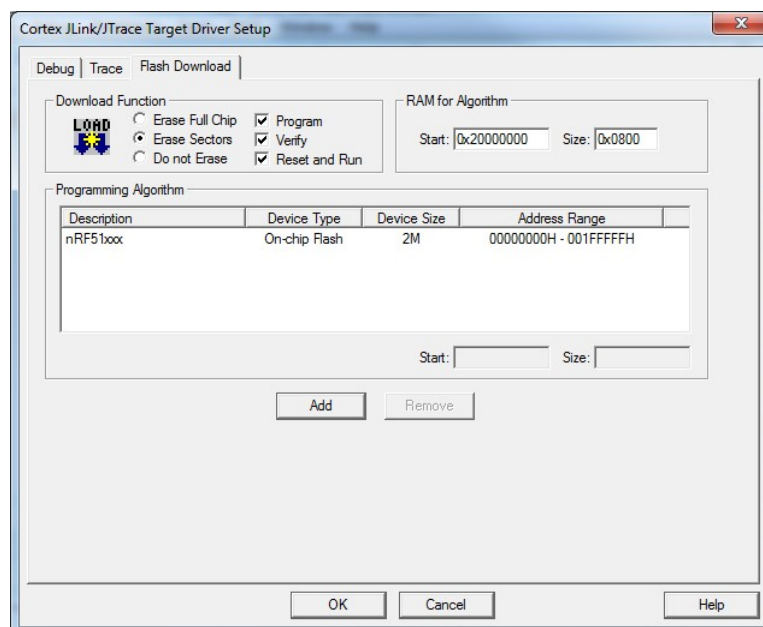 Cortex JLink/JTrace Target Driver Setup
Debug Trace Flash Download
Download Function
LOAD
Erase Full Chip
Erase Sectors
Do not Erase
Program
Verify
Reset and Run
RAM for Algorithm
Start: 0x20000000 Size: 0x0800
Programming Algorithm
Description Device Type Device Size Address Range
nRF51xxx On-chip Flash 2M 00000000H - 001FFFFFH
Start: Size:
Add Remove
OK Cancel Help